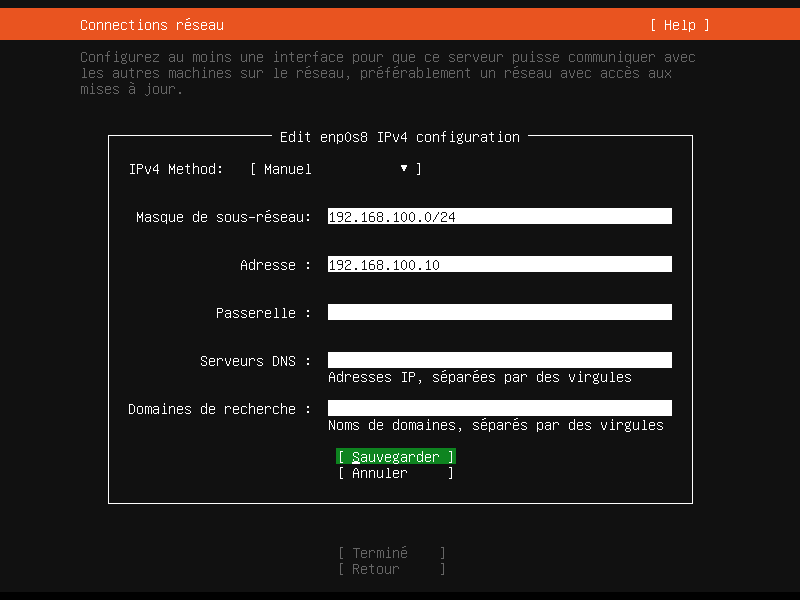 Connections réseau [ Help ]
Configurez au moins une interface pour que ce serveur puisse communiquer avec
les autres machines sur le réseau, préférablement un réseau avec accès aux
mises à jour.
Edit enp0s8 IPv4 configuration
IPv4 Method: [ Manuel ▾ ]
Masque de sous-réseau: 192.168.100.0/24
Adresse : 192.168.100.10
Passerelle :
Serveurs DNS :
Adresses IP, séparées par des virgules
Domaines de recherche :
Noms de domaines, séparés par des virgules
[ Sauvegarder ]
[ Annuler ]
[ Terminé ]
[ Retour ]